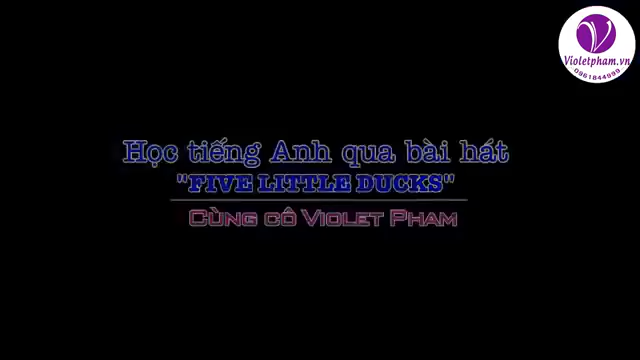 Violetpham.vn
0961844999
Học tiếng Anh qua bài hát
"FIVE LITTLE DUCKS"
CÙNG CÔ VIOLET PHAM